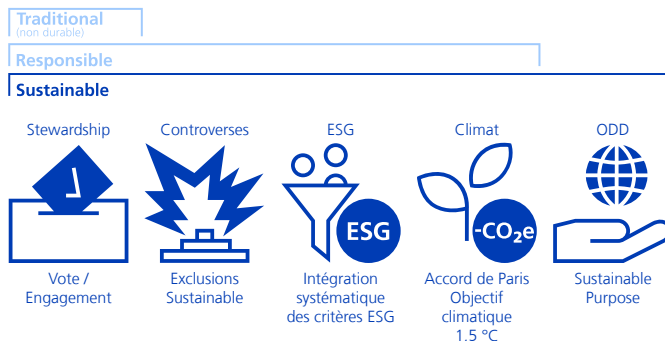 Traditional
(non durable)
Responsible
Sustainable
Stewardship
Controverses
ESG
Climat
ODD
ESG
-CO₂e
Vote /
Engagement
Exclusions
Sustainable
Intégration
systématique
des critères ESG
Accord de Paris
Objectif
climatique
1,5 °C
Sustainable
Purpose